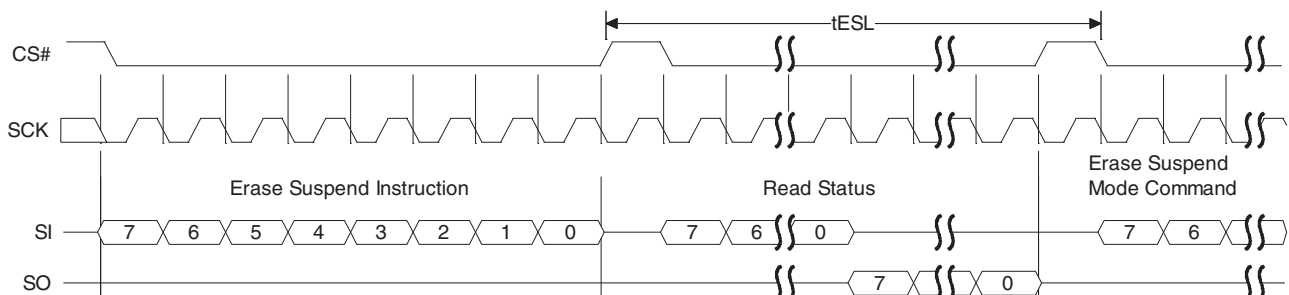 tESL
CS#
SCK
Erase Suspend Instruction
Read Status
Erase Suspend
Mode Command
SI 7 6 5 4 3 2 1 0 7 6 0 7 6
SO 7 0